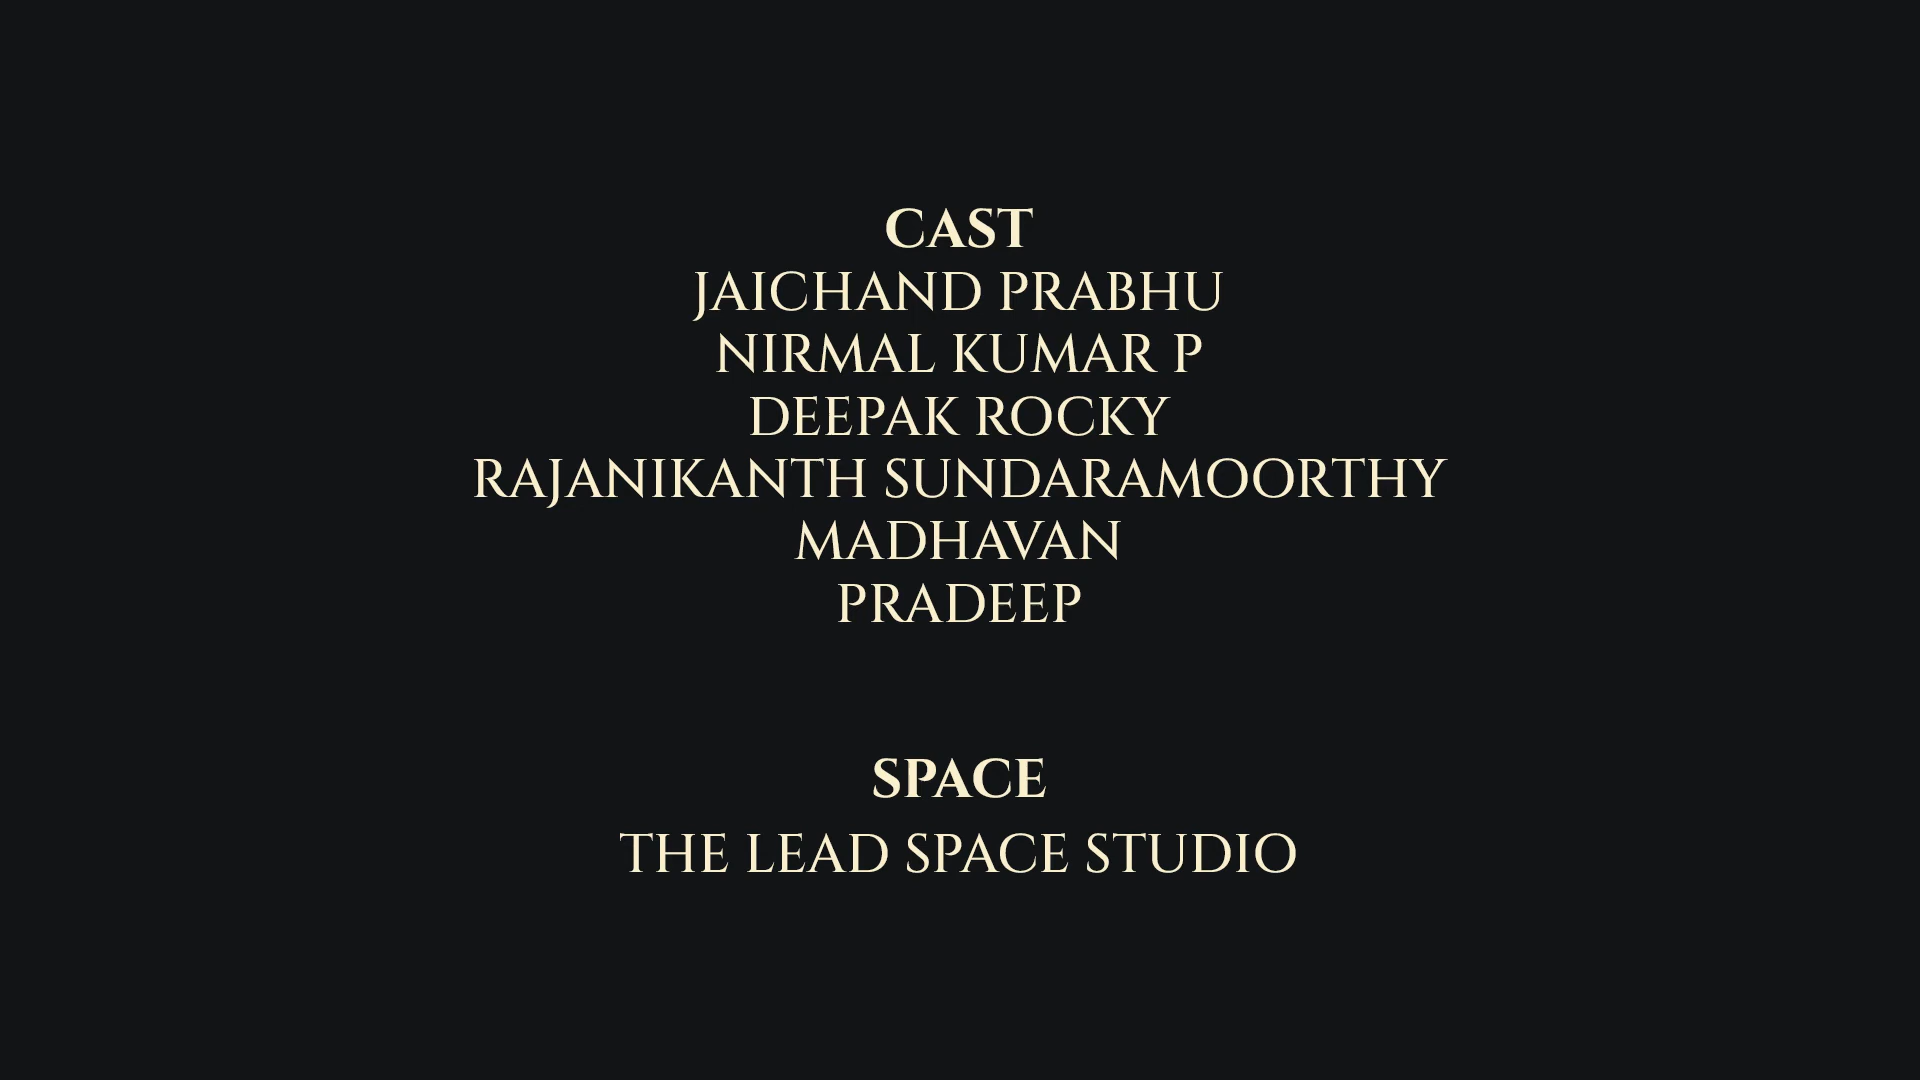 CAST
JAICHAND PRABHU
NIRMAL KUMAR P
DEEPAK ROCKY
RAJANIKANTH SUNDARAMOORTHY
MADHAVAN
PRADEEP
SPACE
THE LEAD SPACE STUDIO